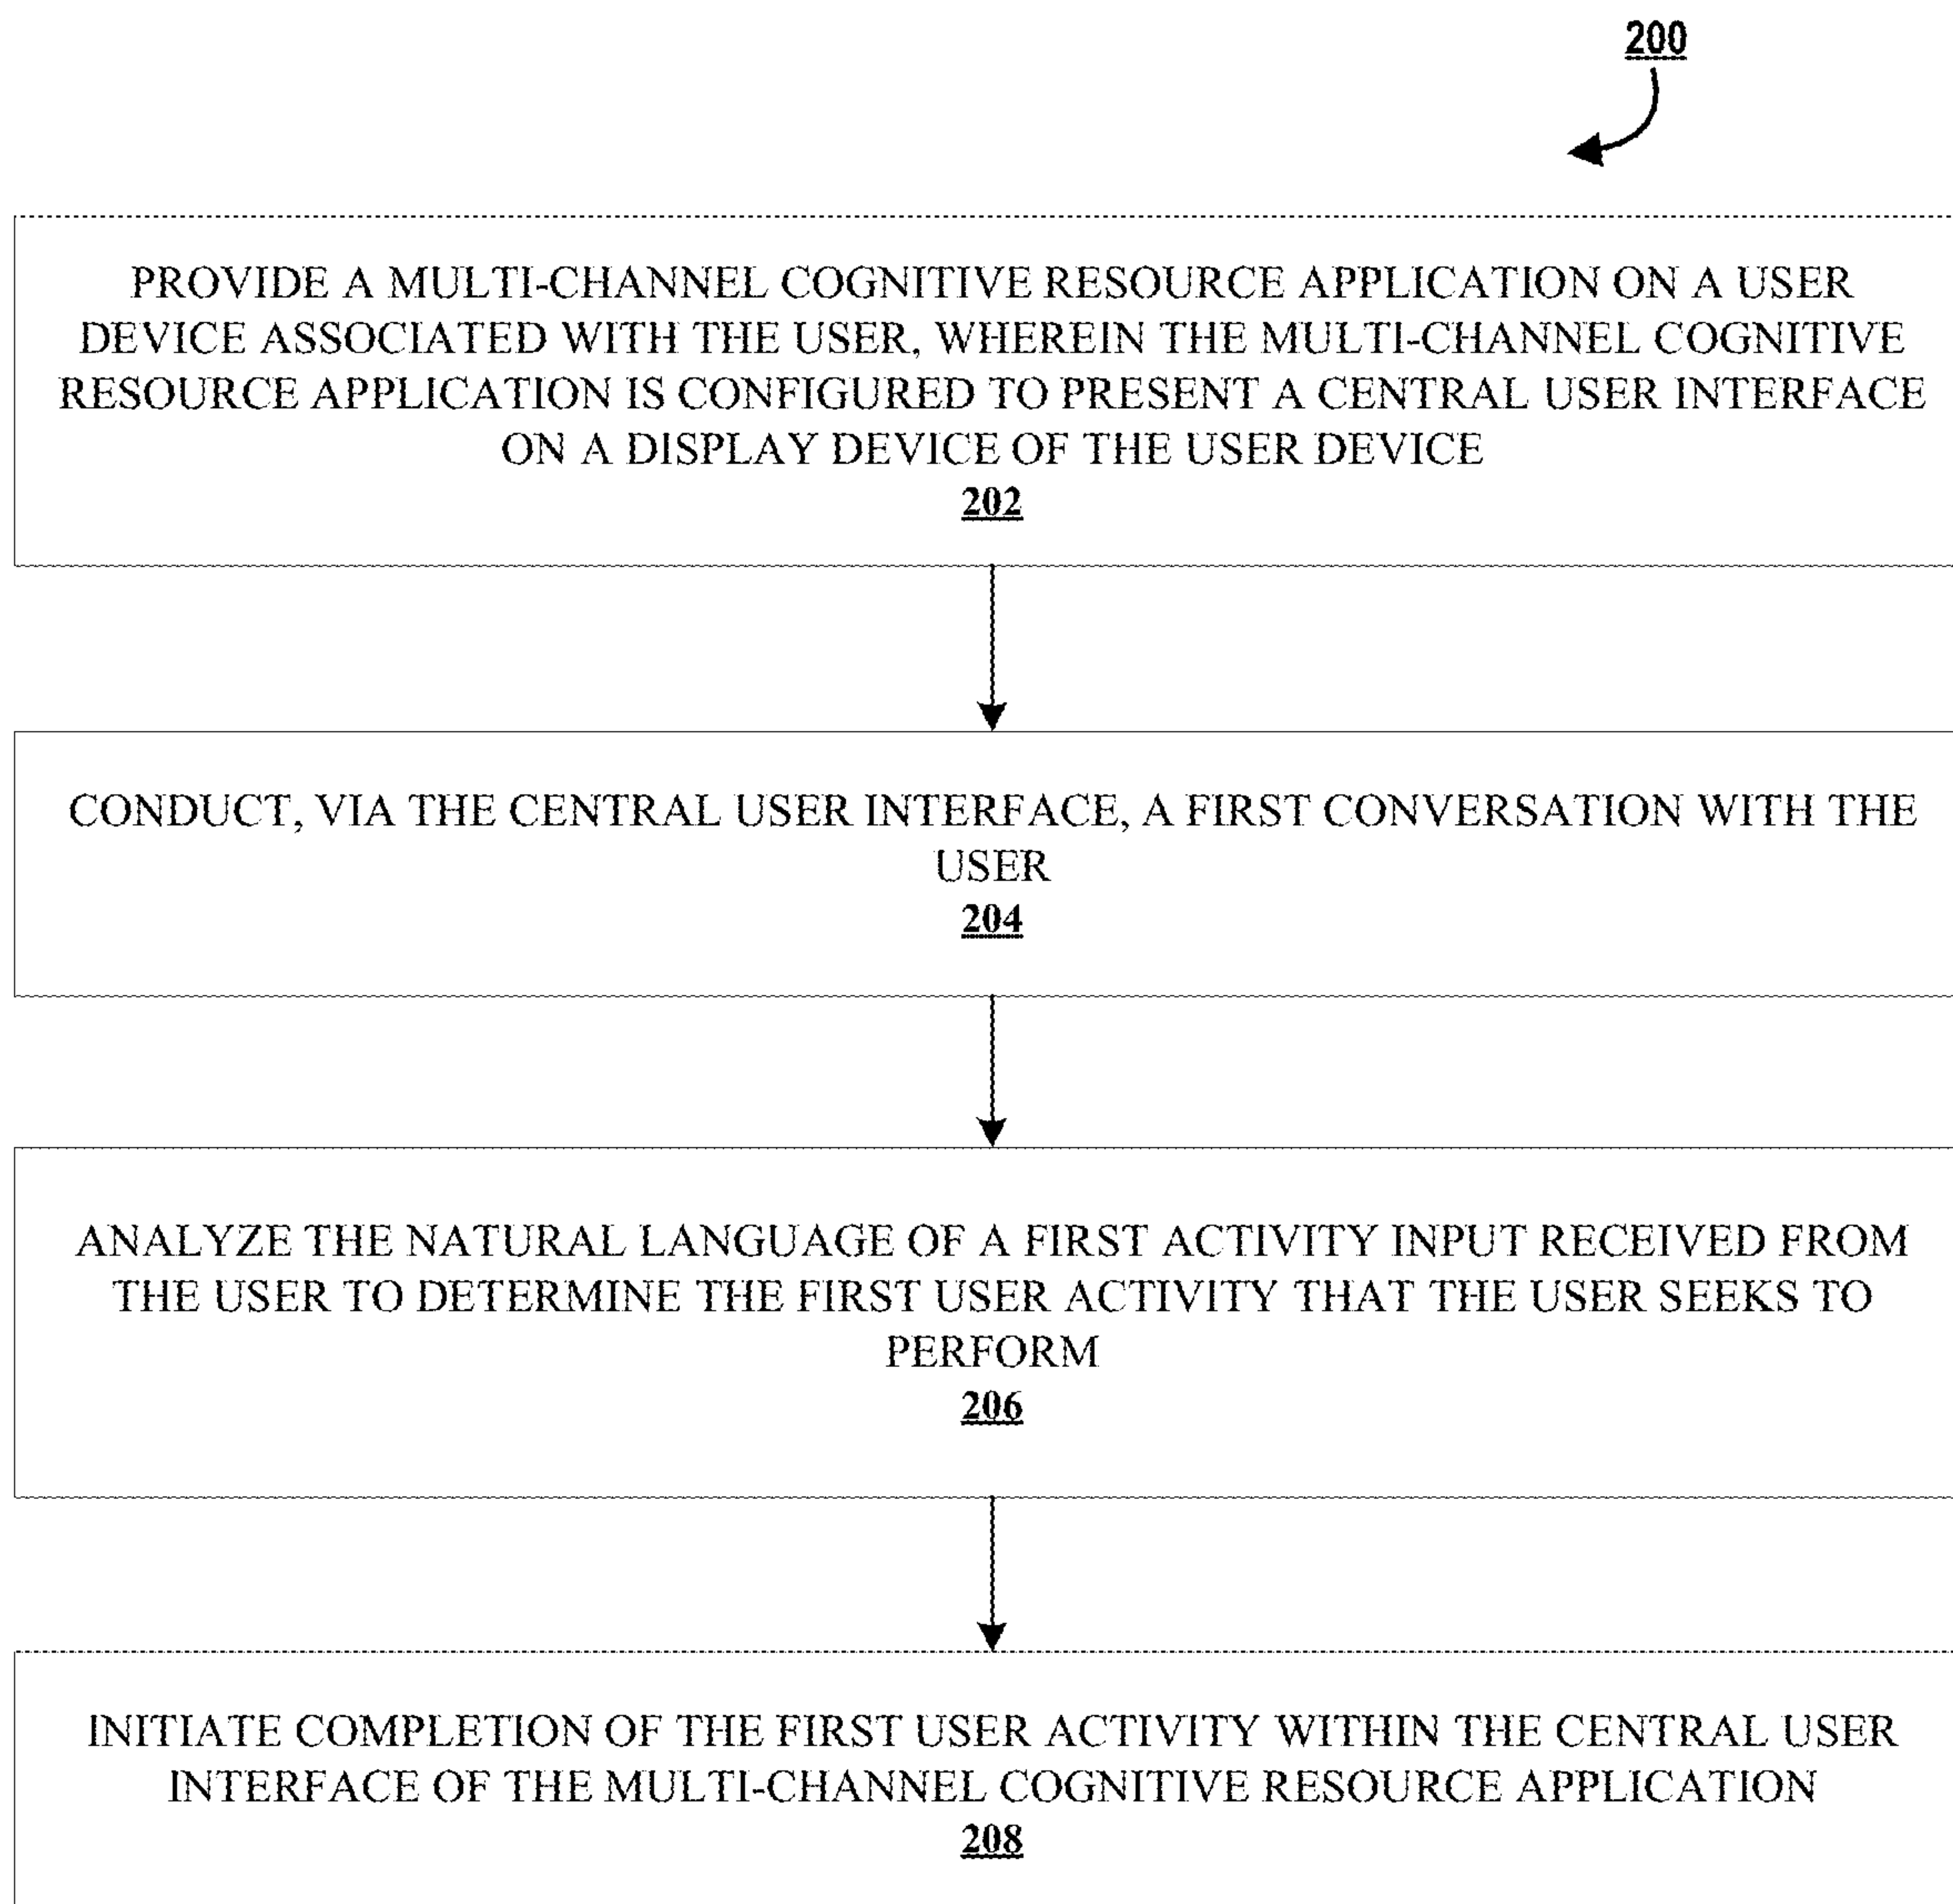 200
PROVIDE A MULTI-CHANNEL COGNITIVE RESOURCE APPLICATION ON A USER
DEVICE ASSOCIATED WITH THE USER, WHEREIN THE MULTI-CHANNEL COGNITIVE
RESOURCE APPLICATION IS CONFIGURED TO PRESENT A CENTRAL USER INTERFACE
ON A DISPLAY DEVICE OF THE USER DEVICE
202
CONDUCT, VIA THE CENTRAL USER INTERFACE, A FIRST CONVERSATION WITH THE
USER
204
ANALYZE THE NATURAL LANGUAGE OF A FIRST ACTIVITY INPUT RECEIVED FROM
THE USER TO DETERMINE THE FIRST USER ACTIVITY THAT THE USER SEEKS TO
PERFORM
206
INITIATE COMPLETION OF THE FIRST USER ACTIVITY WITHIN THE CENTRAL USER
INTERFACE OF THE MULTI-CHANNEL COGNITIVE RESOURCE APPLICATION
208